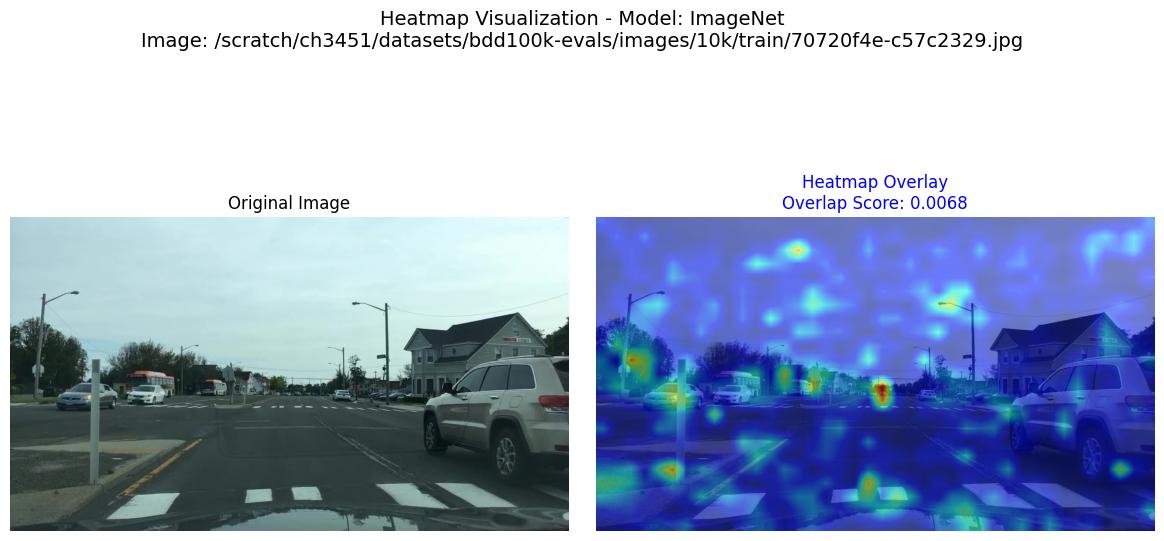 Heatmap Visualization - Model: ImageNet
Image: /scratch/ch3451/datasets/bdd100k-evals/images/10k/train/70720f4e-c57c2329.jpg
Original Image
Heatmap Overlay
Overlap Score: 0.0068